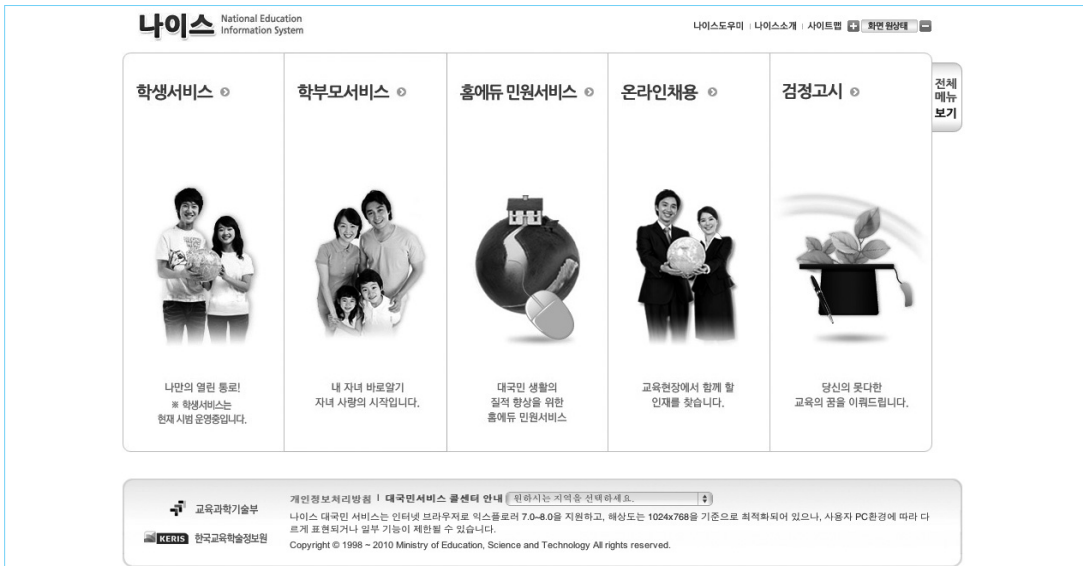 나이스 National Education
Information System
나이스도우미 | 나이스소개 | 사이트맵 + 화면 원상태 -
학생서비스
학부모서비스
홈에듀 민원서비스
온라인채용
검정고시
전체
메뉴
보기
나만의 열린 통로!
※ 학생서비스는
현재 시범 운영중입니다.
내 자녀 바로알기
자녀 사랑의 시작입니다.
대국민 생활의
질적 향상을 위한
홈에듀 민원서비스
교육현장에서 함께 할
인재를 찾습니다.
당신의 못다한
교육의 꿈을 이뤄드립니다.
교육과학기술부
KERIS 한국교육학술정보원
개인정보처리방침 | 대국민서비스 콜센터 안내 원하시는 지역을 선택하세요.
나이스 대국민 서비스는 인터넷 브라우저로 익스플로러 7.0~8.0을 지원하고, 해상도는 1024x768을 기준으로 최적화되어 있으나, 사용자 PC환경에 따라 다
르게 표현되거나 일부 기능이 제한될 수 있습니다.
Copyright © 1998 ~ 2010 Ministry of Education, Science and Technology All rights reserved.